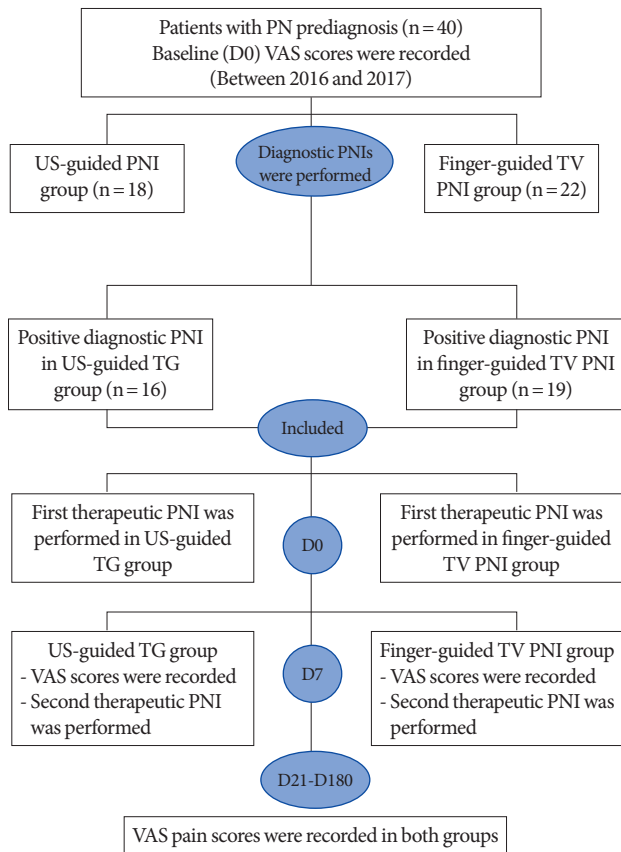 Patients with PN prediagnosis (n=40)
Baseline (D0) VAS scores were recorded
(Between 2016 and 2017)
US-guided PNI
group (n=18)
Diagnostic PNIs
were performed
Finger-guided TV
PNI group (n=22)
Positive diagnostic PNI
in US-guided TG
group (n=16)
Positive diagnostic PNI
in finger-guided TV PNI
group (n=19)
Included
First therapeutic PNI was
performed in US-guided
TG group
D0
First therapeutic PNI was
performed in finger-guided
TV PNI group
US-guided TG group
- VAS scores were recorded
- Second therapeutic PNI
was performed
D7
Finger-guided TV PNI group
- VAS scores were recorded
- Second therapeutic PNI was
performed
D21-D180
VAS pain scores were recorded in both groups